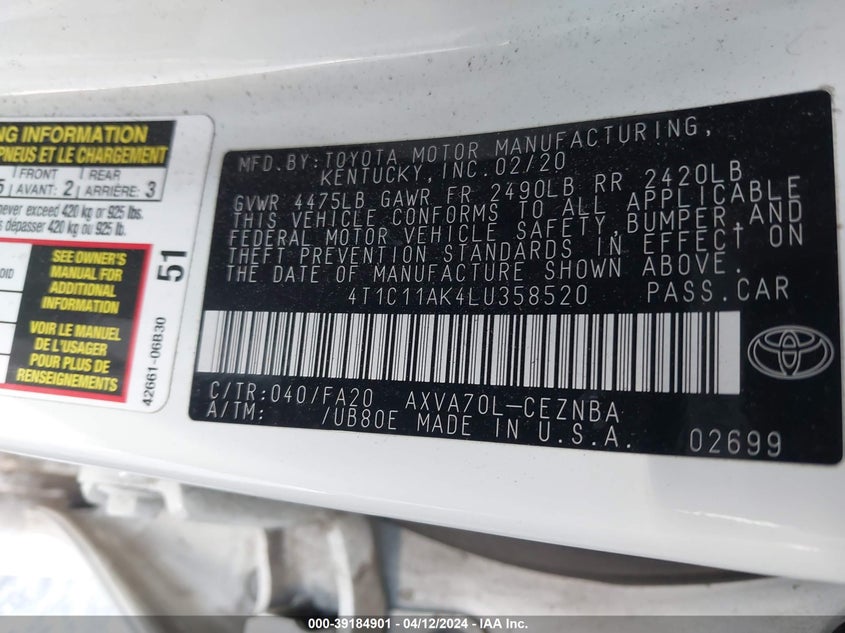 NG INFORMATION
PNEUS ET LE CHARGEMENT
5 FRONT AVANT: 2 REAR ARRIÈRE: 3
never exceed 420 kg or 925 lbs.
dépasser 420 kg ou 925 lb.
SEE OWNER'S
MANUAL FOR
ADDITIONAL
INFORMATION
VOIR LE MANUEL
DE L'USAGER
POUR PLUS DE
RENSEIGNEMENTS
51
42661-06B30
MFD.BY:TOYOTA MOTOR MANUFACTURING,
KENTUCKY, INC.02/20
GVWR 4475LB GAWR FR 2490LB RR 2420LB
THIS VEHICLE CONFORMS TO ALL APPLICABLE
FEDERAL MOTOR VEHICLE SAFETY,BUMPER,AND
THEFT PREVENTION STANDARDS IN EFFECT ON
THE DATE OF MANUFACTURE SHOWN ABOVE.
4T1C11AK4LU358520 PASS.CAR
C/TR:040/FA20 AXVA70L-CEZNBA
A/TM: /UB80E MADE IN U.S.A. 02699
000-39184901 - 04/12/2024 - IAA Inc.